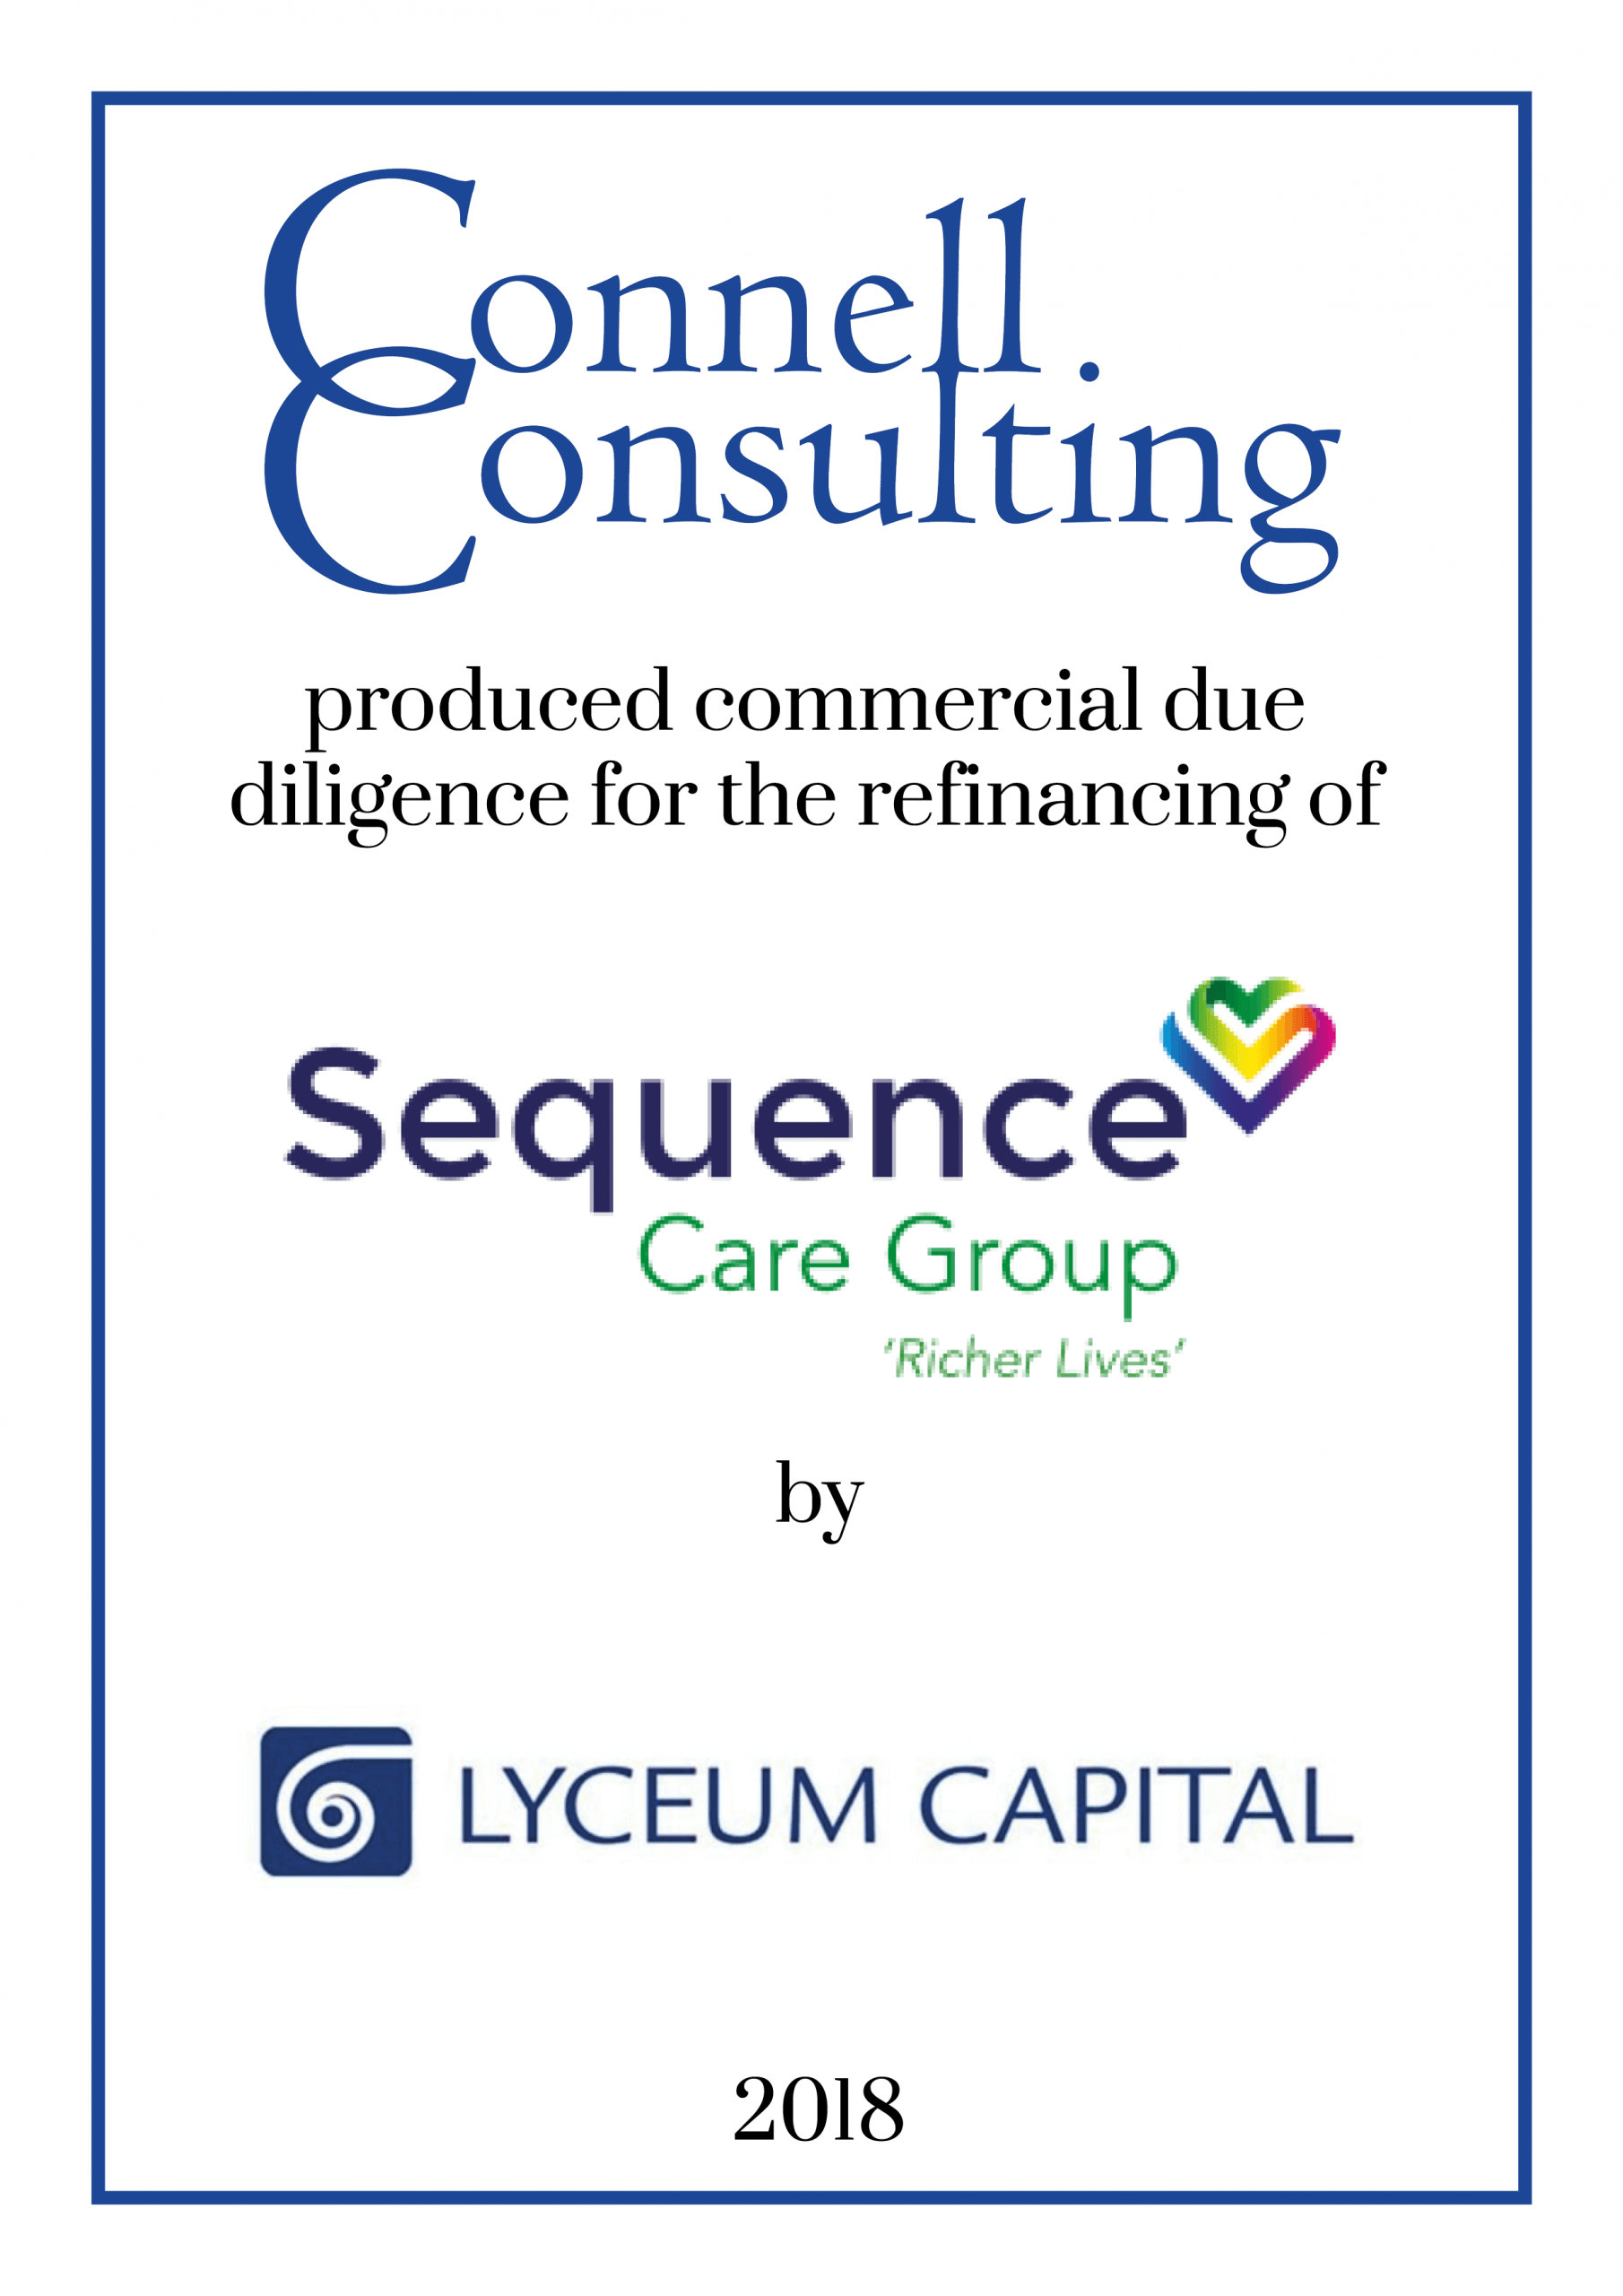 Connell
Consulting
produced commercial due
diligence for the refinancing of
Sequence
Care Group
'Richer Lives'
by
LYCEUM CAPITAL
2018